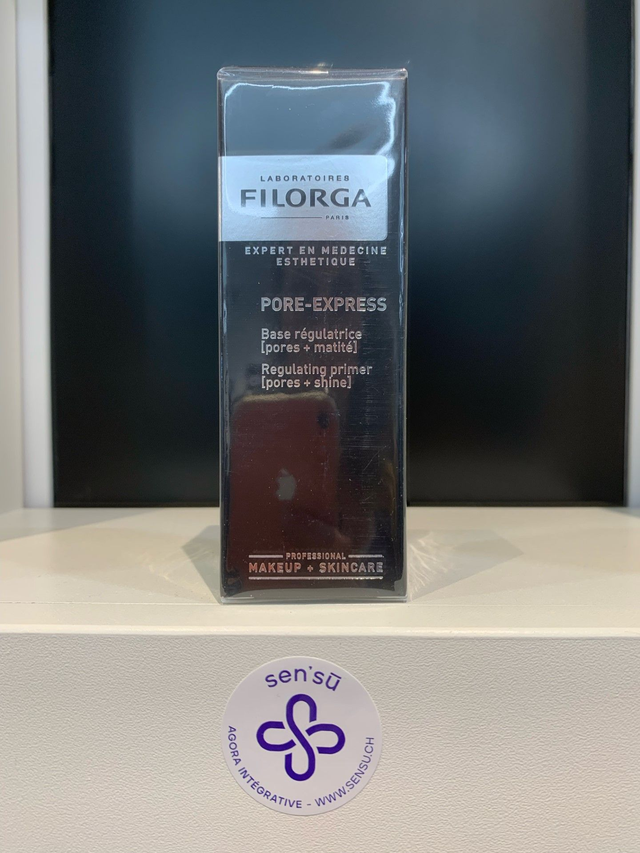 LABORATOIRES
FILORGA
PARIS
EXPERT EN MEDECINE
ESTHETIQUE
PORE-EXPRESS
Base régulatrice
[pores + matité]
Regulating primer
[pores + shine]
PROFESSIONAL
MAKEUP + SKINCARE
sen'sū
AGORA INTÉGRATIVE - WWW.SENSU.CH